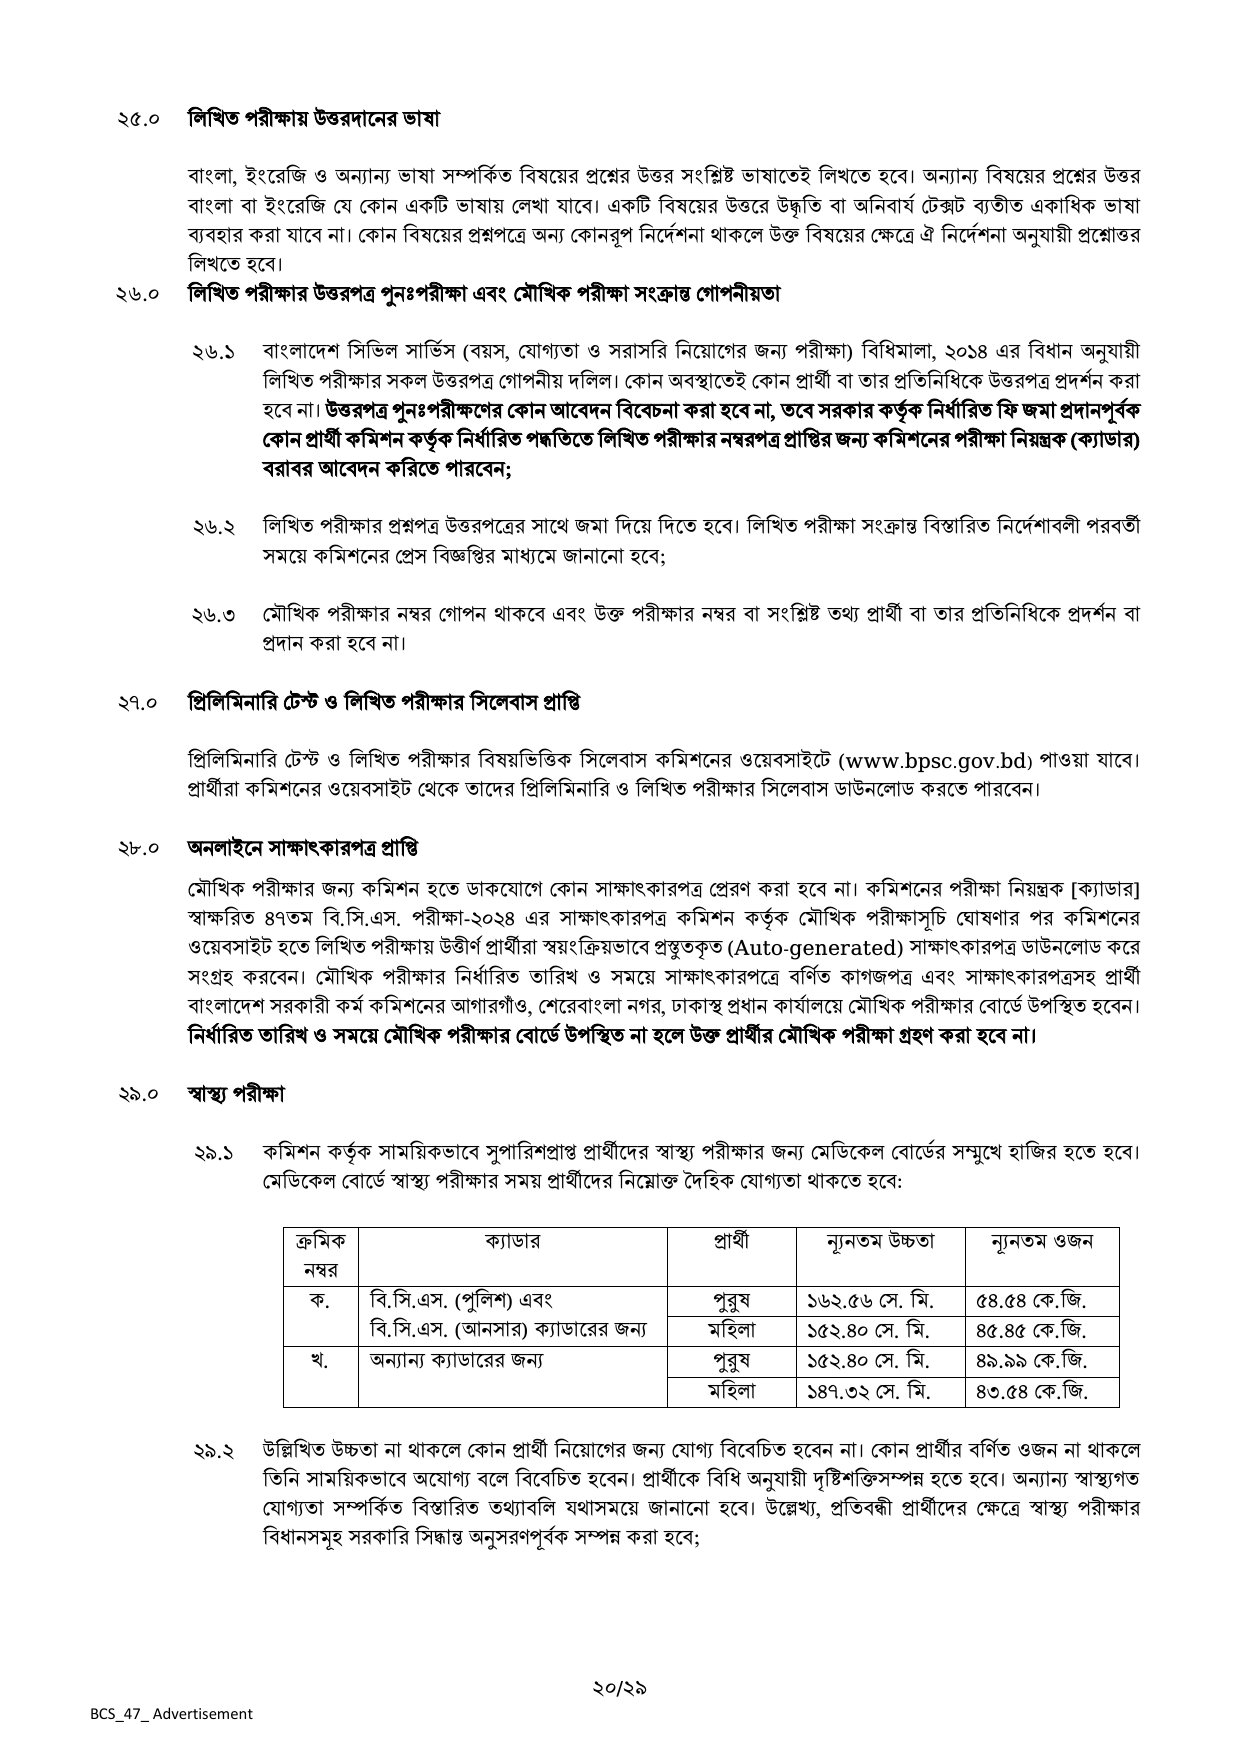 ২৫.০ লিখিত পরীক্ষায় উত্তরদানের ভাষা
বাংলা, ইংরেজি ও অন্যান্য ভাষা সম্পর্কিত বিষয়ের প্রশ্নের উত্তর সংশ্লিষ্ট ভাষাতেই লিখতে হবে। অন্যান্য বিষয়ের প্রশ্নের উত্তর
বাংলা বা ইংরেজি যে কোন একটি ভাষায় লেখা যাবে। একটি বিষয়ের উত্তরে উদ্ধৃতি বা অনিবার্য টেক্সট ব্যতীত একাধিক ভাষা
ব্যবহার করা যাবে না। কোন বিষয়ের প্রশ্নপত্রে অন্য কোনরূপ নির্দেশনা থাকলে উক্ত বিষয়ের ক্ষেত্রে ঐ নির্দেশনা অনুযায়ী প্রশ্নোত্তর
লিখতে হবে।
২৬.০ লিখিত পরীক্ষার উত্তরপত্র পুনঃপরীক্ষা এবং মৌখিক পরীক্ষা সংক্রান্ত গোপনীয়তা
২৬.১ বাংলাদেশ সিভিল সার্ভিস (বয়স, যোগ্যতা ও সরাসরি নিয়োগের জন্য পরীক্ষা) বিধিমালা, ২০১৪ এর বিধান অনুযায়ী
লিখিত পরীক্ষার সকল উত্তরপত্র গোপনীয় দলিল। কোন অবস্থাতেই কোন প্রার্থী বা তার প্রতিনিধিকে উত্তরপত্র প্রদর্শন করা
হবে না। উত্তরপত্র পুনঃপরীক্ষণের কোন আবেদন বিবেচনা করা হবে না, তবে সরকার কর্তৃক নির্ধারিত ফি জমা প্রদানপূর্বক
কোন প্রার্থী কমিশন কর্তৃক নির্ধারিত পদ্ধতিতে লিখিত পরীক্ষার নম্বরপত্র প্রাপ্তির জন্য কমিশনের পরীক্ষা নিয়ন্ত্রক (ক্যাডার)
বরাবর আবেদন করিতে পারবেন;
২৬.২ লিখিত পরীক্ষার প্রশ্নপত্র উত্তরপত্রের সাথে জমা দিয়ে দিতে হবে। লিখিত পরীক্ষা সংক্রান্ত বিস্তারিত নির্দেশাবলী পরবর্তী
সময়ে কমিশনের প্রেস বিজ্ঞপ্তির মাধ্যমে জানানো হবে;
২৬.৩ মৌখিক পরীক্ষার নম্বর গোপন থাকবে এবং উক্ত পরীক্ষার নম্বর বা সংশ্লিষ্ট তথ্য প্রার্থী বা তার প্রতিনিধিকে প্রদর্শন বা
প্রদান করা হবে না।
২৭.০ প্রিলিমিনারি টেস্ট ও লিখিত পরীক্ষার সিলেবাস প্রাপ্তি
প্রিলিমিনারি টেস্ট ও লিখিত পরীক্ষার বিষয়ভিত্তিক সিলেবাস কমিশনের ওয়েবসাইটে (www.bpsc.gov.bd) পাওয়া যাবে।
প্রার্থীরা কমিশনের ওয়েবসাইট থেকে তাদের প্রিলিমিনারি ও লিখিত পরীক্ষার সিলেবাস ডাউনলোড করতে পারবেন।
২৮.০ অনলাইনে সাক্ষাৎকারপত্র প্রাপ্তি
মৌখিক পরীক্ষার জন্য কমিশন হতে ডাকযোগে কোন সাক্ষাৎকারপত্র প্রেরণ করা হবে না। কমিশনের পরীক্ষা নিয়ন্ত্রক [ক্যাডার]
স্বাক্ষরিত ৪৭তম বি.সি.এস. পরীক্ষা-২০২৪ এর সাক্ষাৎকারপত্র কমিশন কর্তৃক মৌখিক পরীক্ষাসূচি ঘোষণার পর কমিশনের
ওয়েবসাইট হতে লিখিত পরীক্ষায় উত্তীর্ণ প্রার্থীরা স্বয়ংক্রিয়ভাবে প্রস্তুতকৃত (Auto-generated) সাক্ষাৎকারপত্র ডাউনলোড করে
সংগ্রহ করবেন। মৌখিক পরীক্ষার নির্ধারিত তারিখ ও সময়ে সাক্ষাৎকারপত্রে বর্ণিত কাগজপত্র এবং সাক্ষাৎকারপত্রসহ প্রার্থী
বাংলাদেশ সরকারী কর্ম কমিশনের আগারগাঁও, শেরেবাংলা নগর, ঢাকাস্থ প্রধান কার্যালয়ে মৌখিক পরীক্ষার বোর্ডে উপস্থিত হবেন।
নির্ধারিত তারিখ ও সময়ে মৌখিক পরীক্ষার বোর্ডে উপস্থিত না হলে উক্ত প্রার্থীর মৌখিক পরীক্ষা গ্রহণ করা হবে না।
২৯.০ স্বাস্থ্য পরীক্ষা
২৯.১ কমিশন কর্তৃক সাময়িকভাবে সুপারিশপ্রাপ্ত প্রার্থীদের স্বাস্থ্য পরীক্ষার জন্য মেডিকেল বোর্ডের সম্মুখে হাজির হতে হবে।
মেডিকেল বোর্ডে স্বাস্থ্য পরীক্ষার সময় প্রার্থীদের নিম্নোক্ত দৈহিক যোগ্যতা থাকতে হবে:
ক্রমিক ক্যাডার প্রার্থী ন্যূনতম উচ্চতা ন্যূনতম ওজন
নম্বর
ক. বি.সি.এস. (পুলিশ) এবং পুরুষ ১৬২.৫৬ সে. মি. ৫৪.৫৪ কে.জি.
বি.সি.এস. (আনসার) ক্যাডারের জন্য মহিলা ১৫২.৪০ সে. মি. ৪৫.৪৫ কে.জি.
খ. অন্যান্য ক্যাডারের জন্য পুরুষ ১৫২.৪০ সে. মি. ৪৯.৯৯ কে.জি.
মহিলা ১৪৭.৩২ সে. মি. ৪৩.৫৪ কে.জি.
২৯.২ উল্লিখিত উচ্চতা না থাকলে কোন প্রার্থী নিয়োগের জন্য যোগ্য বিবেচিত হবেন না। কোন প্রার্থীর বর্ণিত ওজন না থাকলে
তিনি সাময়িকভাবে অযোগ্য বলে বিবেচিত হবেন। প্রার্থীকে বিধি অনুযায়ী দৃষ্টিশক্তিসম্পন্ন হতে হবে। অন্যান্য স্বাস্থ্যগত
যোগ্যতা সম্পর্কিত বিস্তারিত তথ্যাবলি যথাসময়ে জানানো হবে। উল্লেখ্য, প্রতিবন্ধী প্রার্থীদের ক্ষেত্রে স্বাস্থ্য পরীক্ষার
বিধানসমূহ সরকারি সিদ্ধান্ত অনুসরণপূর্বক সম্পন্ন করা হবে;
২০/২৯
BCS_47_ Advertisement